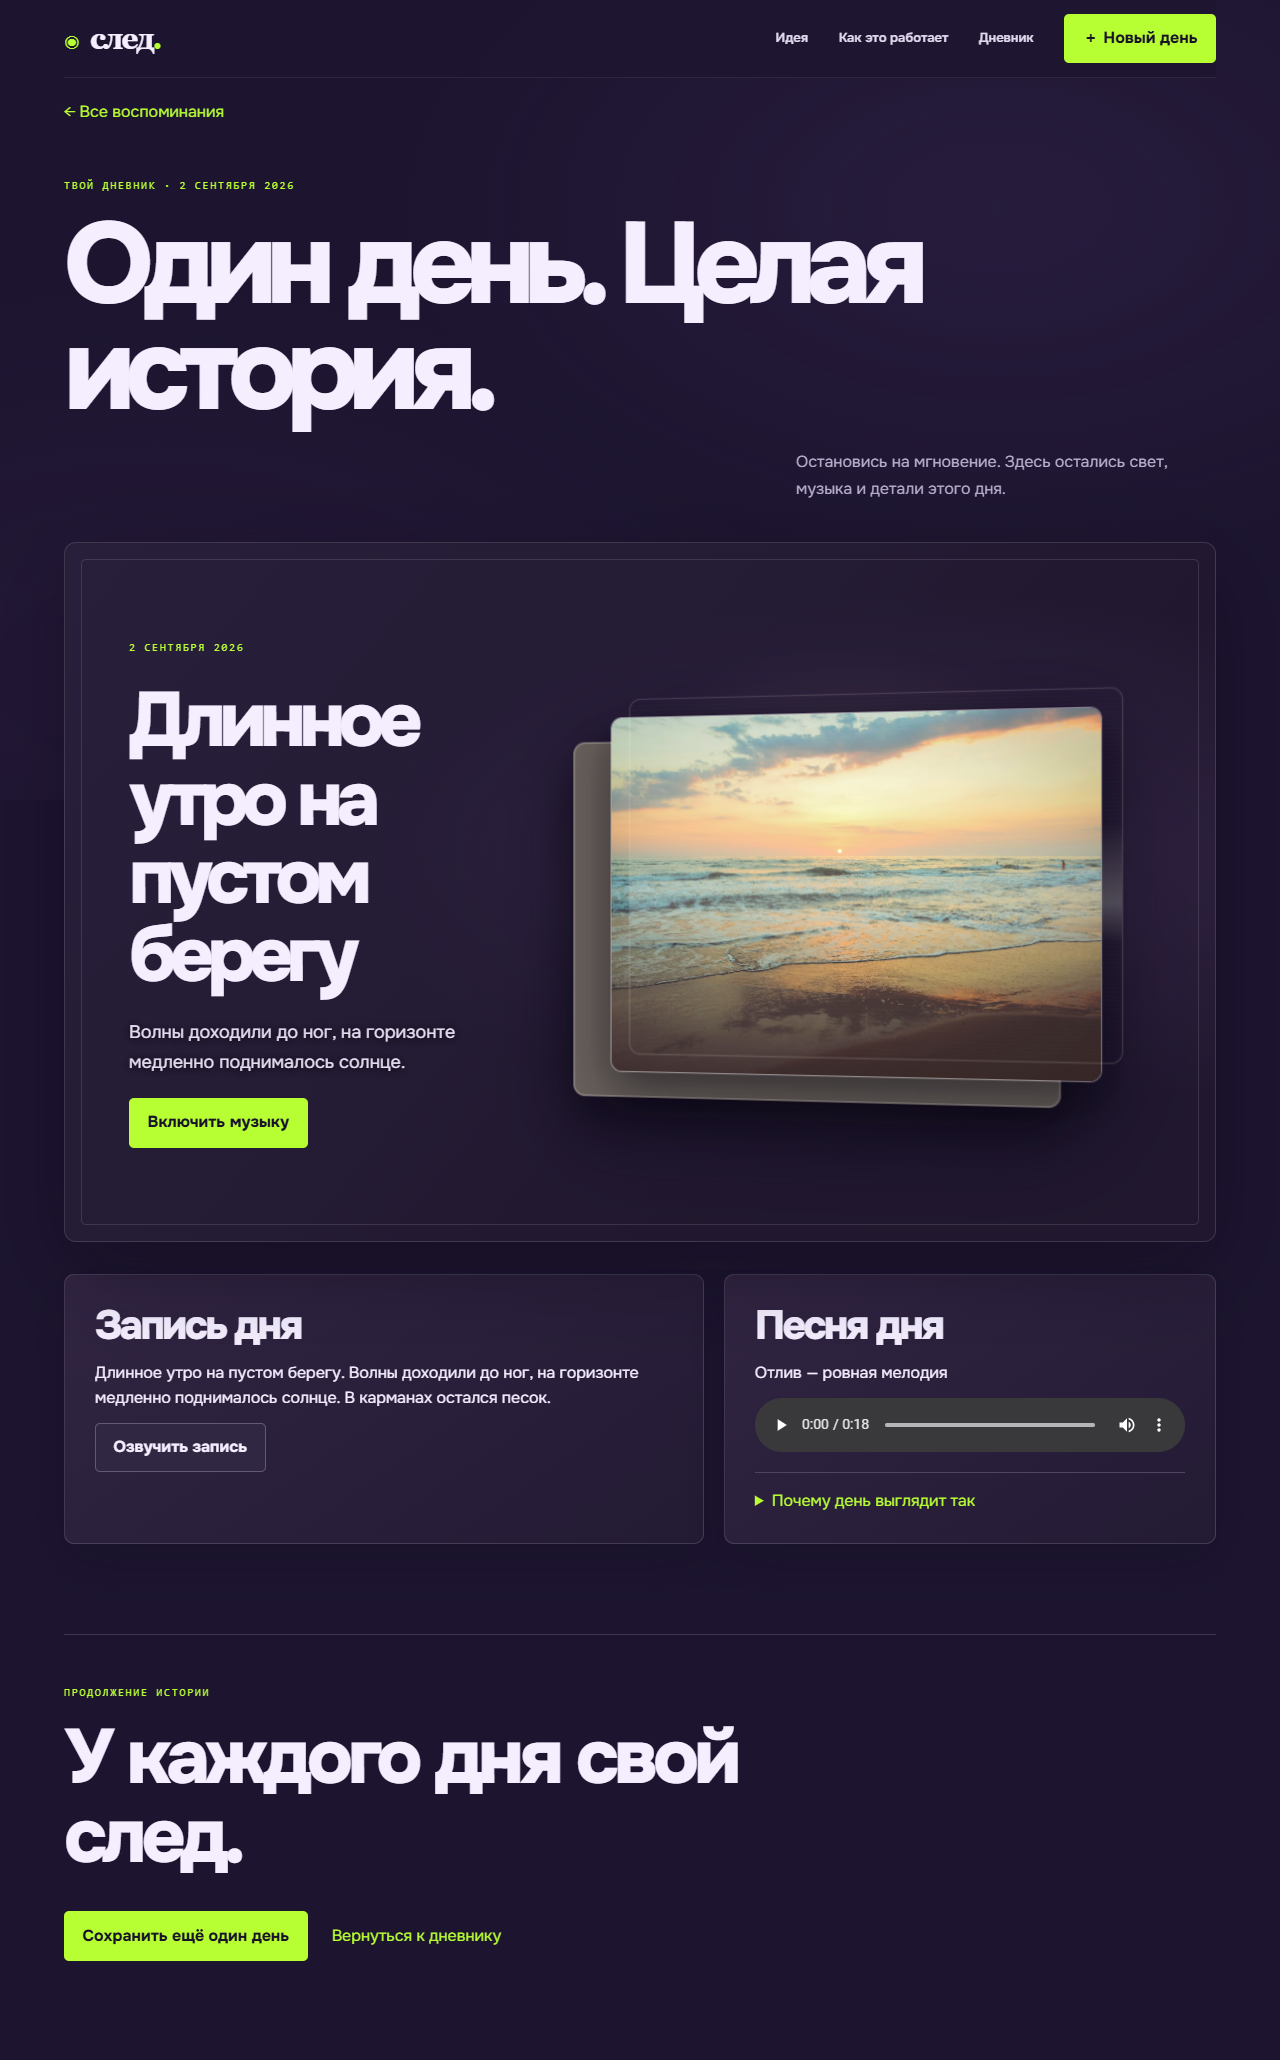 след.
Идея
Как это работает
Дневник
+ Новый день
← Все воспоминания
ТВОЙ ДНЕВНИК · 2 СЕНТЯБРЯ 2026
Один день. Целая
история.
Остановись на мгновение. Здесь остались свет,
музыка и детали этого дня.
2 СЕНТЯБРЯ 2026
Длинное
утро на
пустом
берегу
Волны доходили до ног, на горизонте
медленно поднималось солнце.
Включить музыку
Запись дня
Длинное утро на пустом берегу. Волны доходили до ног, на горизонте
медленно поднималось солнце. В карманах остался песок.
Озвучить запись
Песня дня
Отлив — ровная мелодия
0:00 / 0:18
Почему день выглядит так
ПРОДОЛЖЕНИЕ ИСТОРИИ
У каждого дня свой
след.
Сохранить ещё один день
Вернуться к дневнику